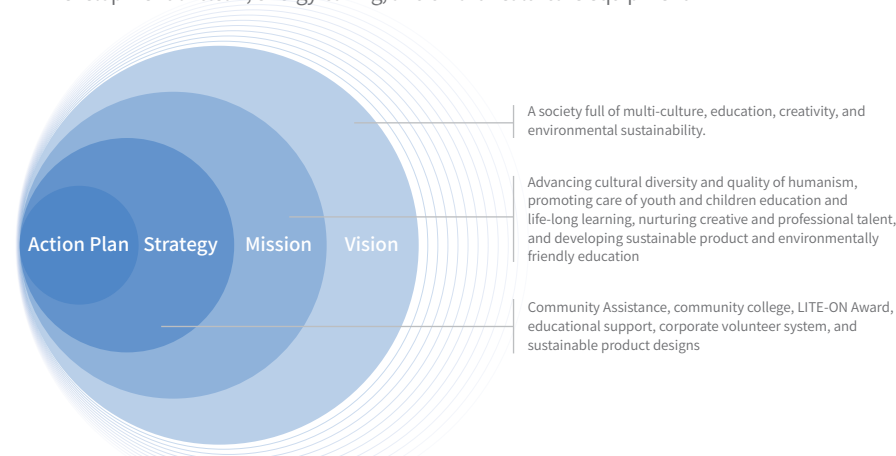 Action Plan Strategy Mission Vision
A society full of multi-culture, education, creativity, and
environmental sustainability.
Advancing cultural diversity and quality of humanism,
promoting care of youth and children education and
life-long learning, nurturing creative and professional talent,
and developing sustainable product and environmentally
friendly education
Community Assistance, community college, LITE-ON Award,
educational support, corporate volunteer system, and
sustainable product designs